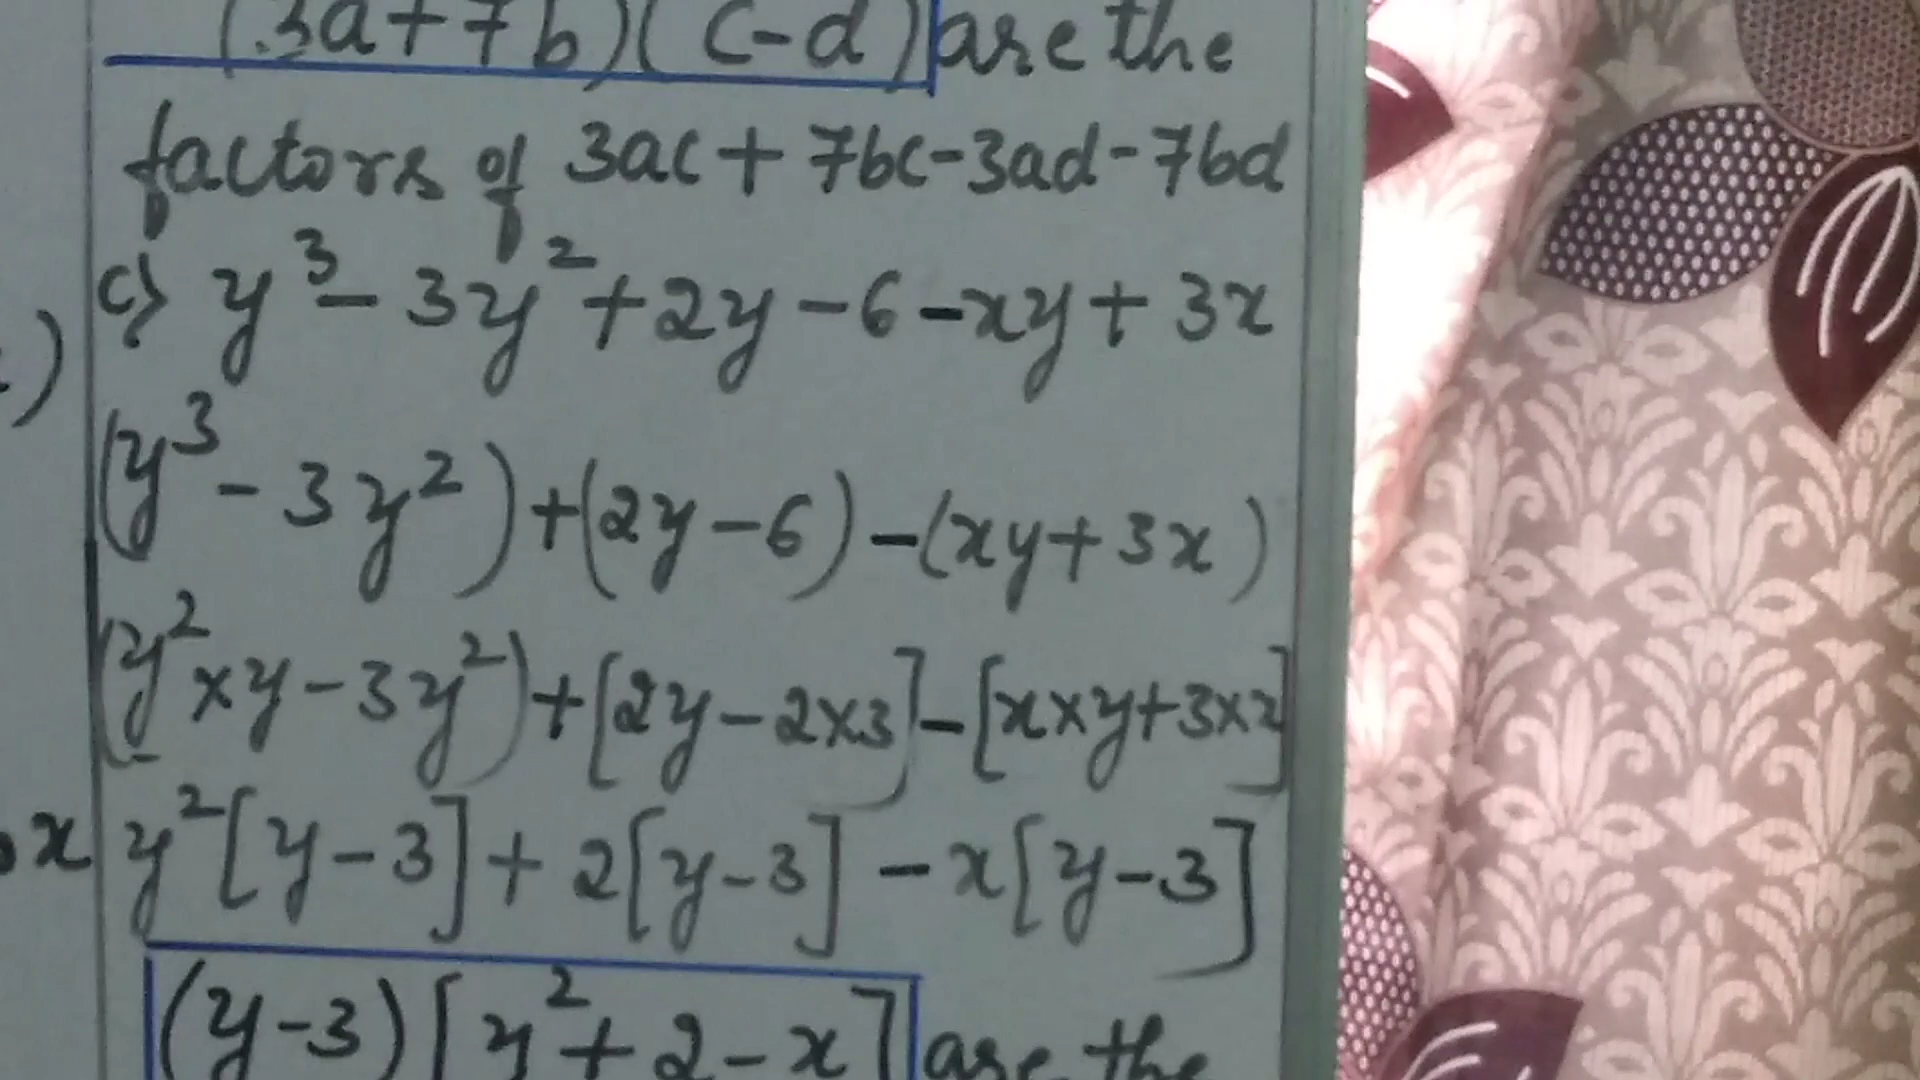 (3a+7b)(c-d) are the
factors of 3ac + 7bc-3ad-7bd
c) y³- 3y²+2y-6-xy+3x
(y³-3y²)+(2y-6)-(xy+3x)
(y²xy-3y²)+[2y-2x3]-[xxy+3xx]
x y²[y-3]+2[y-3]-x[y-3]
(y-3)[y²+2-x] are the